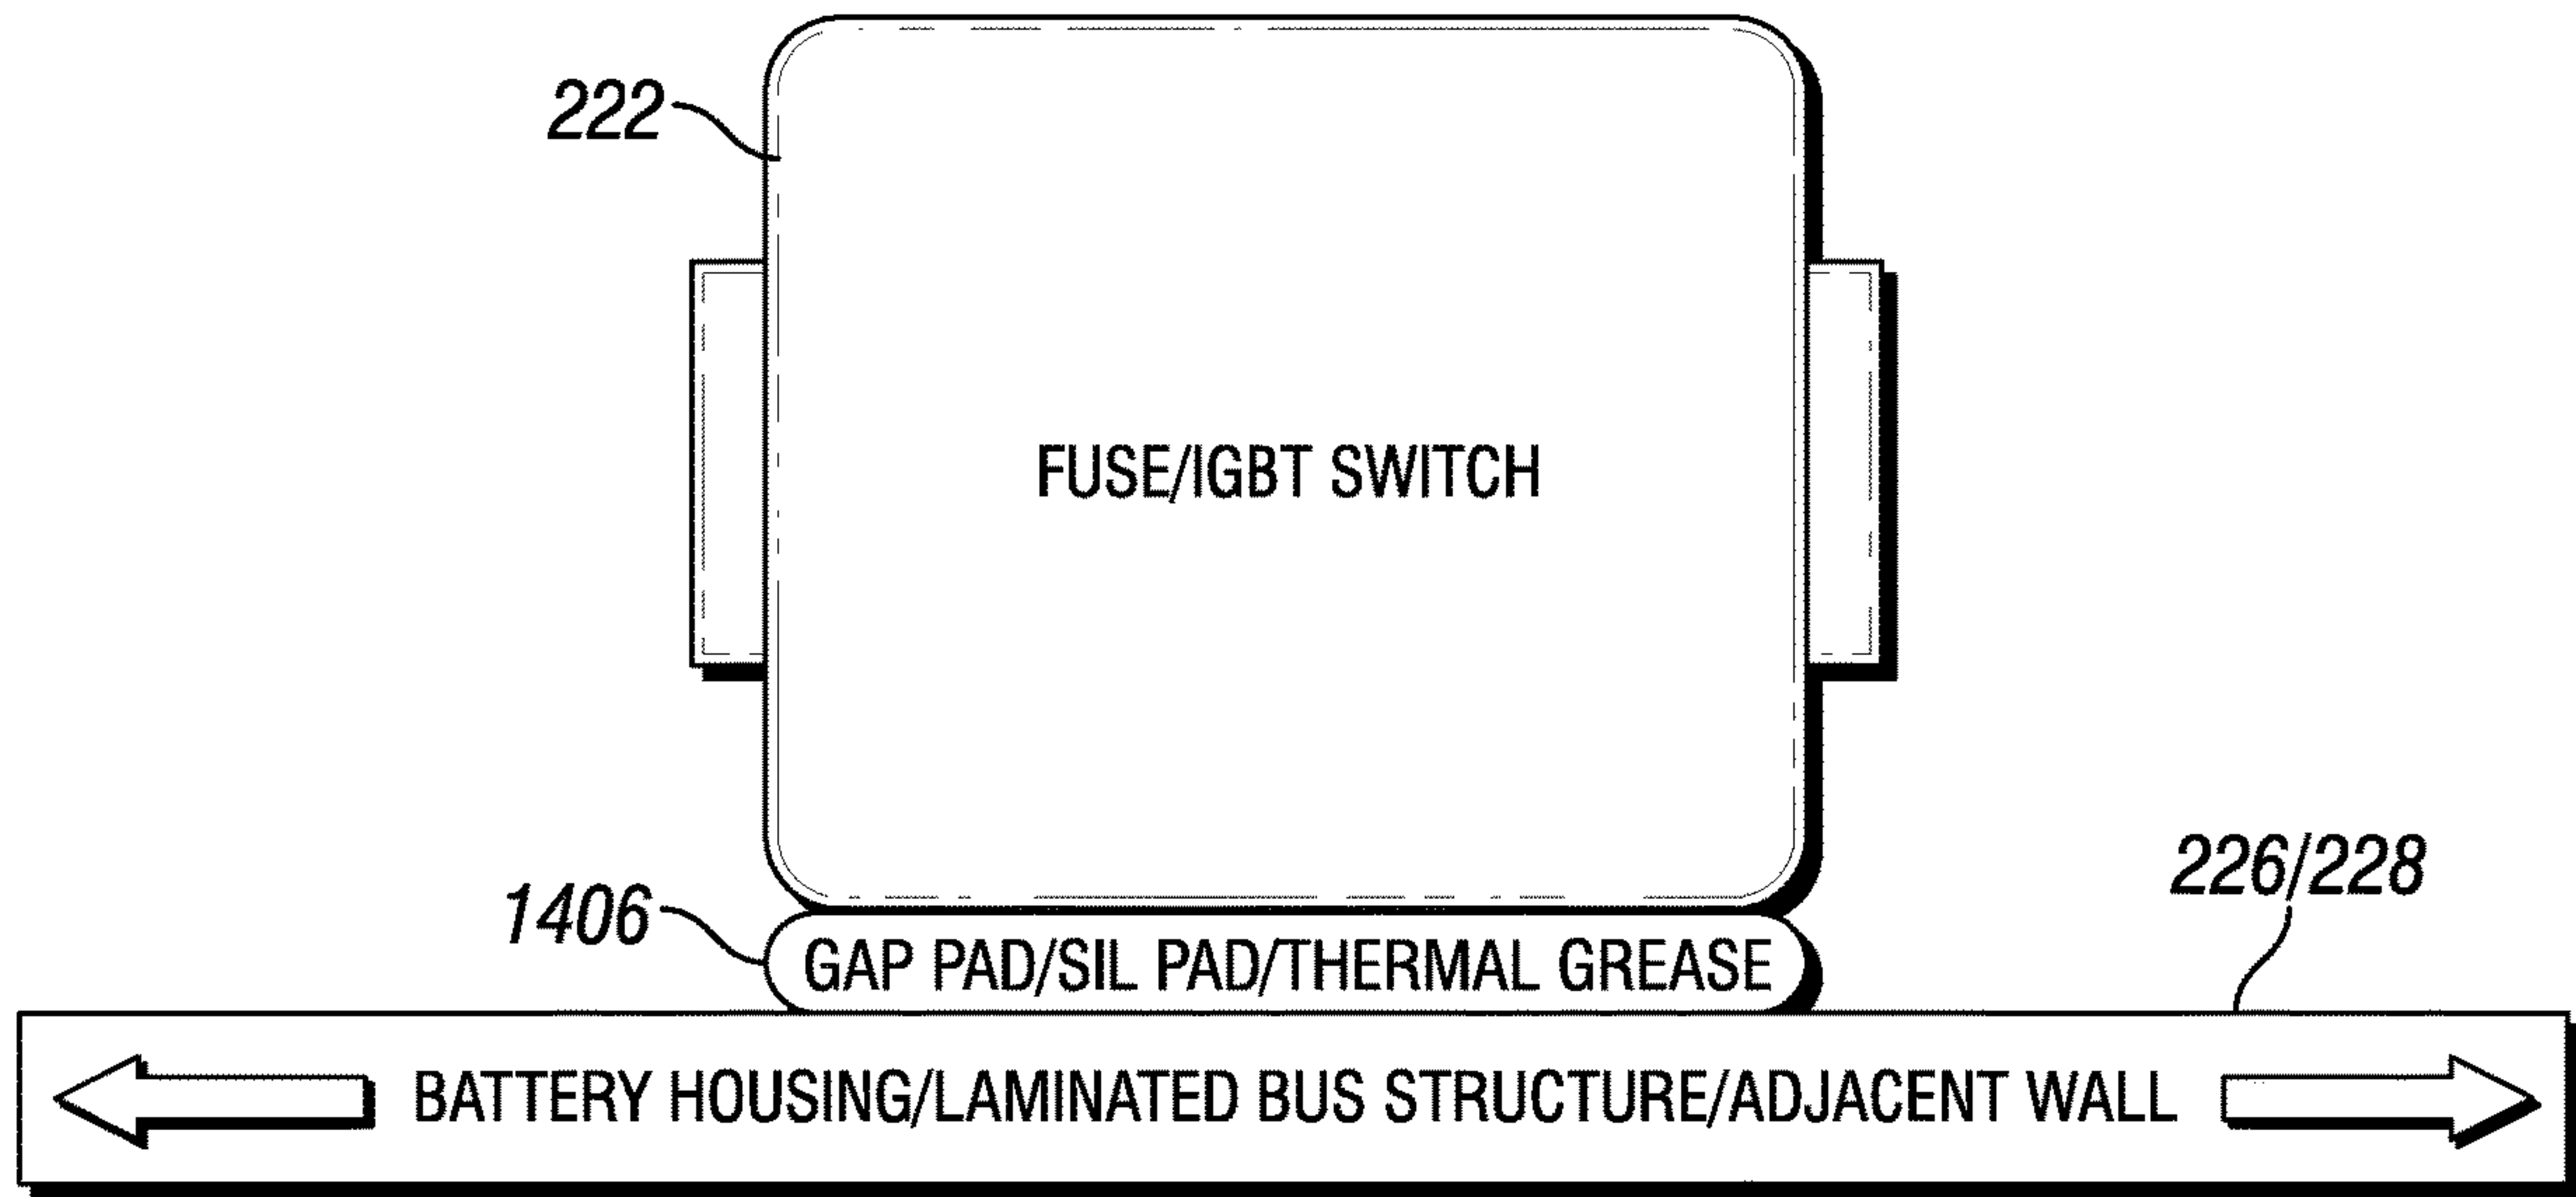 222
FUSE/IGBT SWITCH
1406
GAP PAD/SIL PAD/THERMAL GREASE
226/228
BATTERY HOUSING/LAMINATED BUS STRUCTURE/ADJACENT WALL